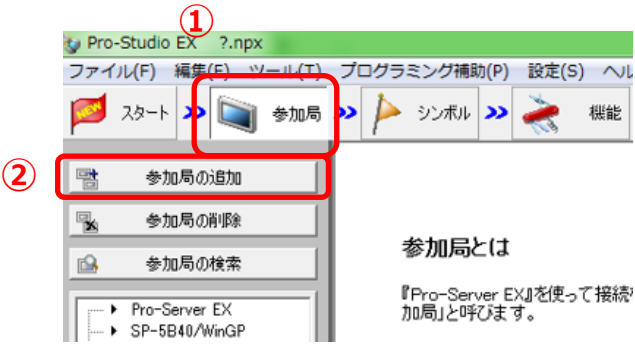 ①
Pro-Studio EX ?.npx
ファイル(F) 編集(E) ツール(T) プログラミング補助(P) 設定(S) ヘル
NEW スタート 参加局 シンボル 機能
②
参加局の追加
参加局の削除
参加局の検索
参加局とは
Pro-Server EX
『Pro-Server EX』を使って接続
SP-5B40/WinGP
加局」と呼びます。